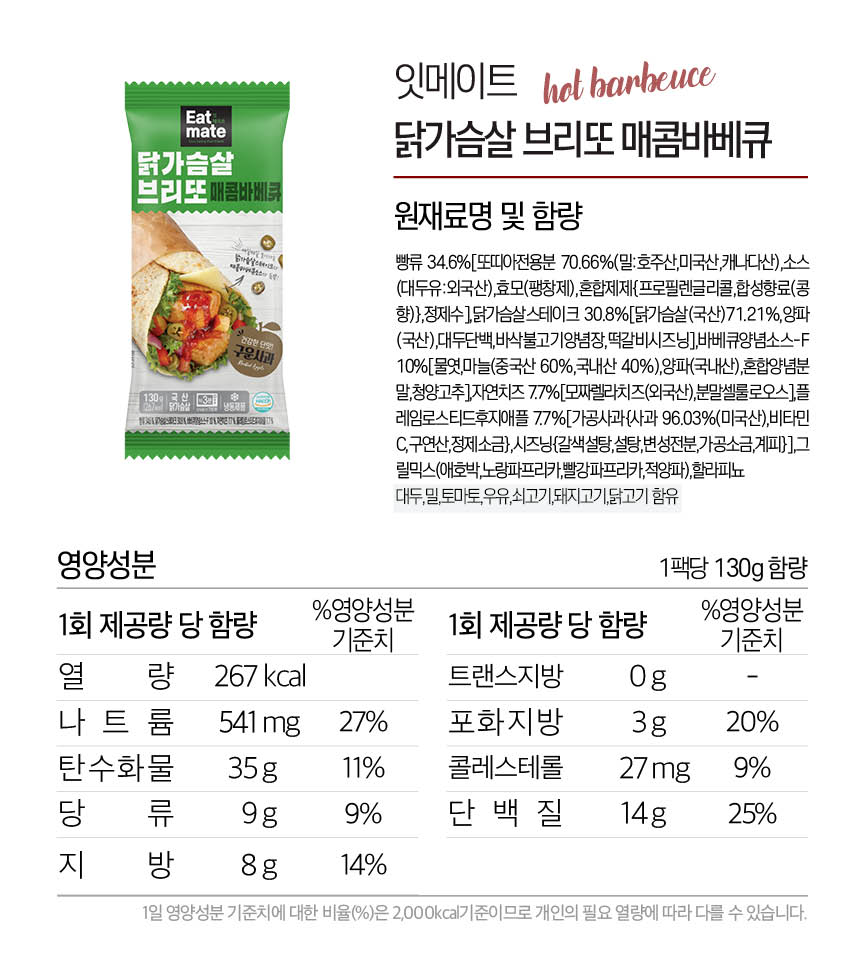 잇메이트 hot barbeuce
닭가슴살 브리또 매콤바베큐
Eat
mate
닭가슴살
브리또 매콤바베큐
건강한 단맛!
구운사과
130g
국산
닭가슴살
냉동제품
원재료명 및 함량
빵류 34.6%[또띠아전용분 70.66%(밀:호주산,미국산,캐나다산),소스
(대두유:외국산),효모(팽창제),혼합제제{프로필렌글리콜,합성향료(콩
향)},정제수],닭가슴살스테이크 30.8%[닭가슴살(국산)71.21%,양파
(국산),대두단백,바삭불고기양념장,떡갈비시즈닝],바베큐양념소스-F
10%[물엿,마늘(중국산 60%,국내산 40%),양파(국내산),혼합양념분
말,청양고추],자연치즈 7.7%[모짜렐라치즈(외국산),분말셀룰로오스],플
레임로스티드후지애플 7.7%[가공사과{사과 96.03%(미국산),비타민
C,구연산,정제소금},시즈닝{갈색설탕,설탕,변성전분,가공소금,계피}],그
릴믹스(애호박,노랑파프리카,빨강파프리카,적양파),할라피뇨
대두,밀,토마토,우유,쇠고기,돼지고기,닭고기 함유
영양성분 1팩당 130g 함량
1회 제공량 당 함량 %영양성분 기준치
열 량 267 kcal
나 트 륨 541 mg 27%
탄수화물 35 g 11%
당 류 9 g 9%
지 방 8 g 14%
1회 제공량 당 함량 %영양성분 기준치
트랜스지방 0 g -
포화지방 3 g 20%
콜레스테롤 27 mg 9%
단 백 질 14 g 25%
1일 영양성분 기준치에 대한 비율(%)은 2,000kcal기준이므로 개인의 필요 열량에 따라 다를 수 있습니다.